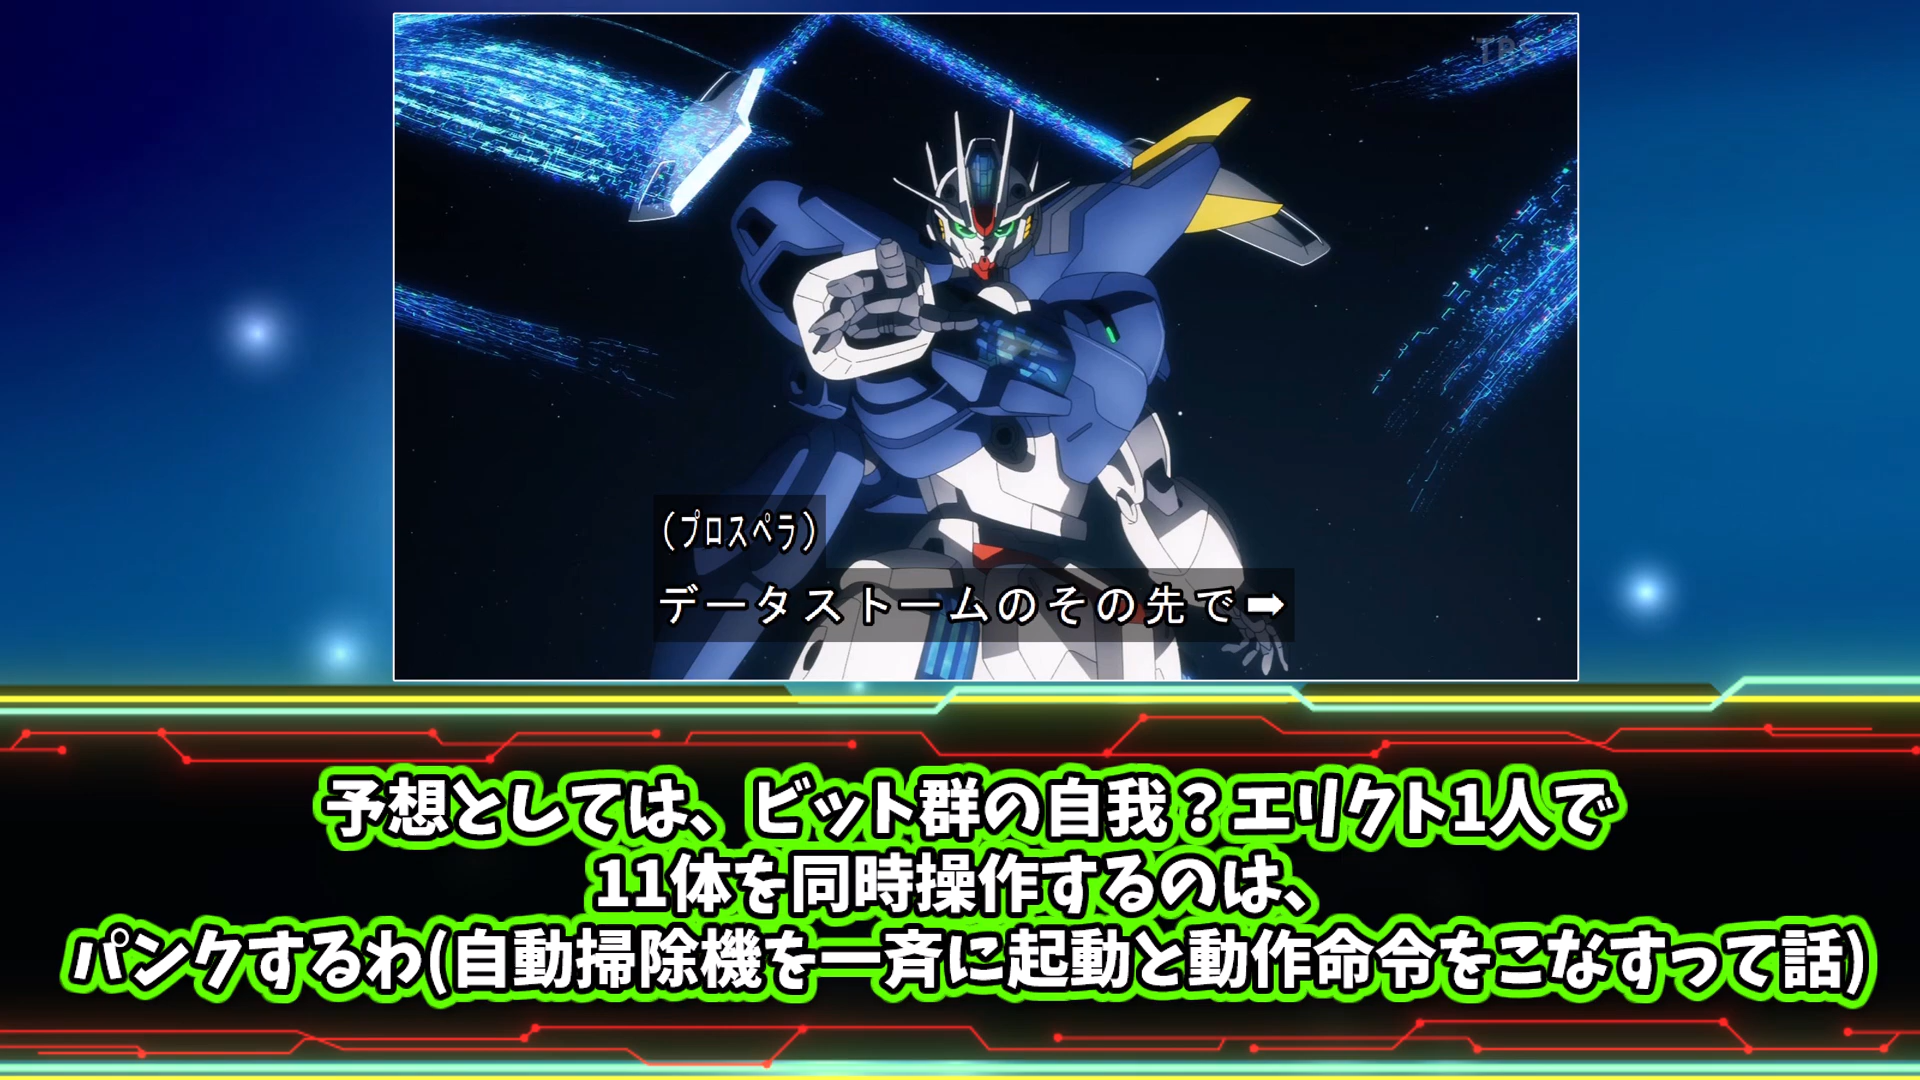 TBS
（プロスペラ）
データストームのその先で➡
予想としては、ビット群の自我？エリクト1人で
11体を同時操作するのは、
パンクするわ(自動掃除機を一斉に起動と動作命令をこなすって話)